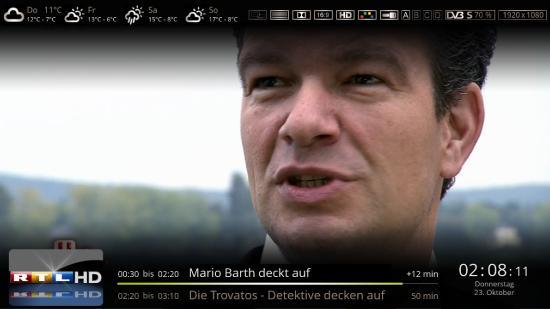 Do 11°C
12°C - 7°C
Fr
13°C - 6°C
Sa
15°C - 8°C
So
17°C - 8°C
16:9 HD A B C D DVB S 70 % 1920 x 1080
RTL HD
00:30 bis 02:20 Mario Barth deckt auf +12 min
02:20 bis 03:10 Die Trovatos - Detektive decken auf 50 min
02:08:11
Donnerstag
23. Oktober